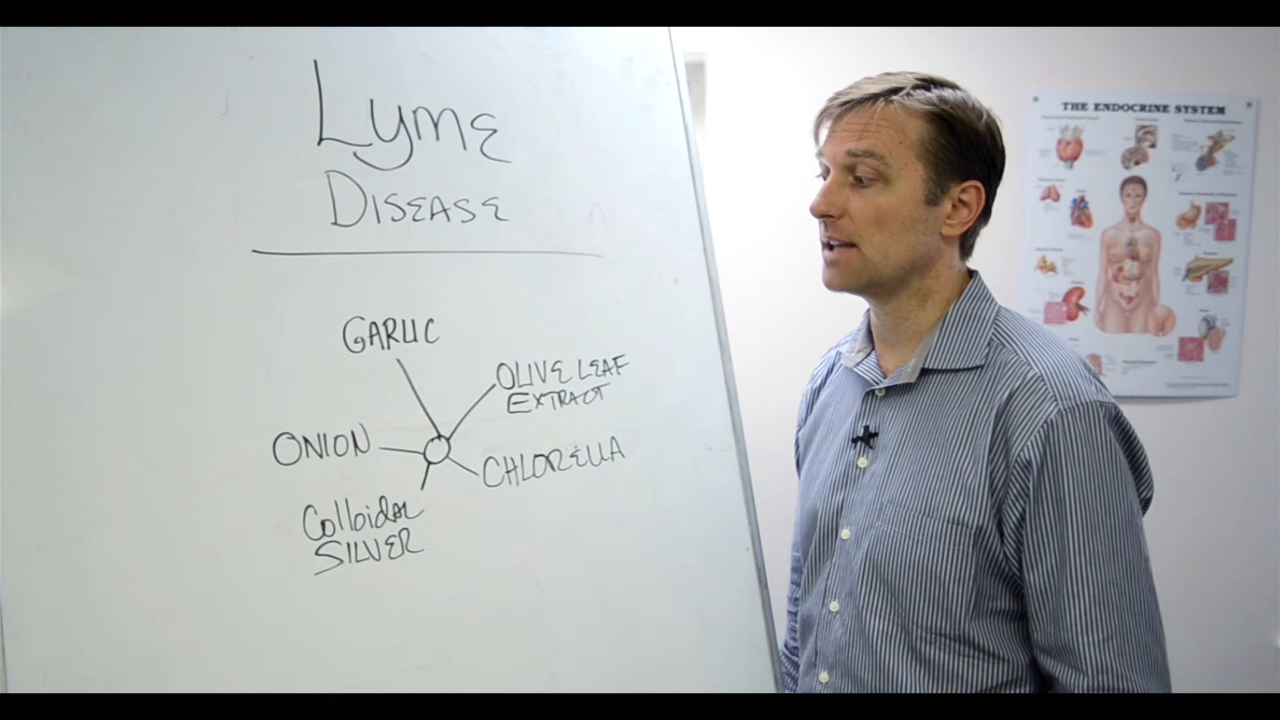 Lyme
DISEASE
GARLIC
OLIVE LEAF
EXTRACT
ONION
CHLORELLA
Colloidal
SILVER
THE ENDOCRINE SYSTEM